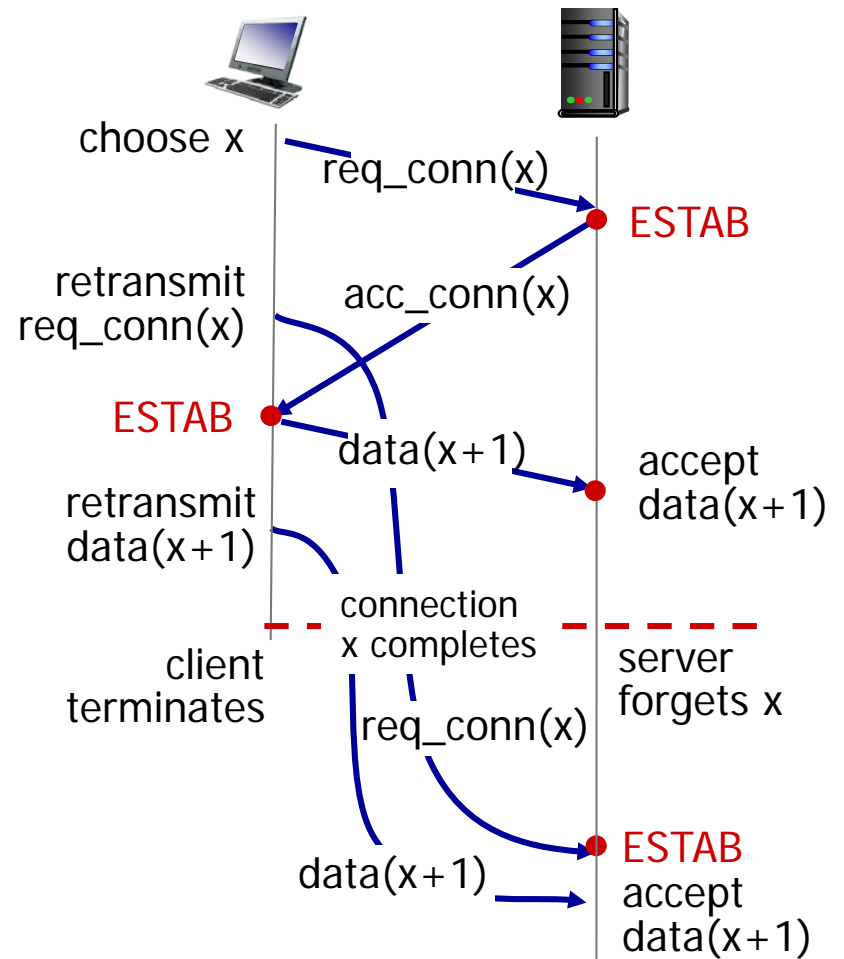 choose x
req_conn(x)
ESTAB
retransmit
req_conn(x)
acc_conn(x)
ESTAB
data(x+1)
accept
data(x+1)
retransmit
data(x+1)
connection
x completes
client
terminates
server
forgets x
req_conn(x)
ESTAB
data(x+1)
accept
data(x+1)